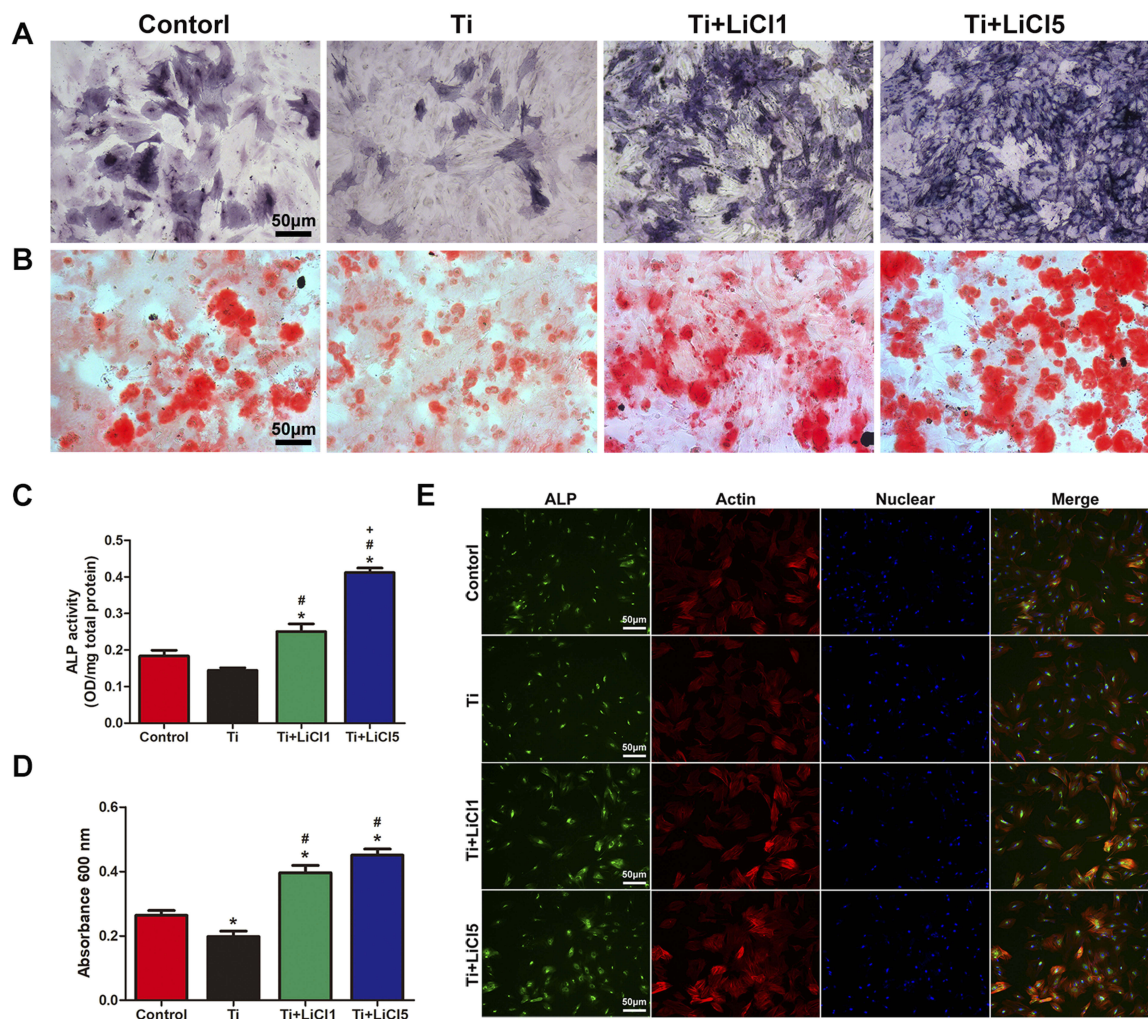 A
Contorl
Ti
Ti+LiCl1
Ti+LiCl5
50μm
B
50μm
C
ALP activity
(OD/mg total protein)
0.5
0.4
0.3
0.2
0.1
0.0
#
*
+
#
*
Control
Ti
Ti+LiCl1
Ti+LiCl5
D
Absorbance 600 nm
0.6
0.4
0.2
0.0
*
#
*
#
*
Control
Ti
Ti+LiCl1
Ti+LiCl5
E
ALP
Actin
Nuclear
Merge
Contorl
50μm
Ti
50μm
Ti+LiCl1
50μm
Ti+LiCl5
50μm